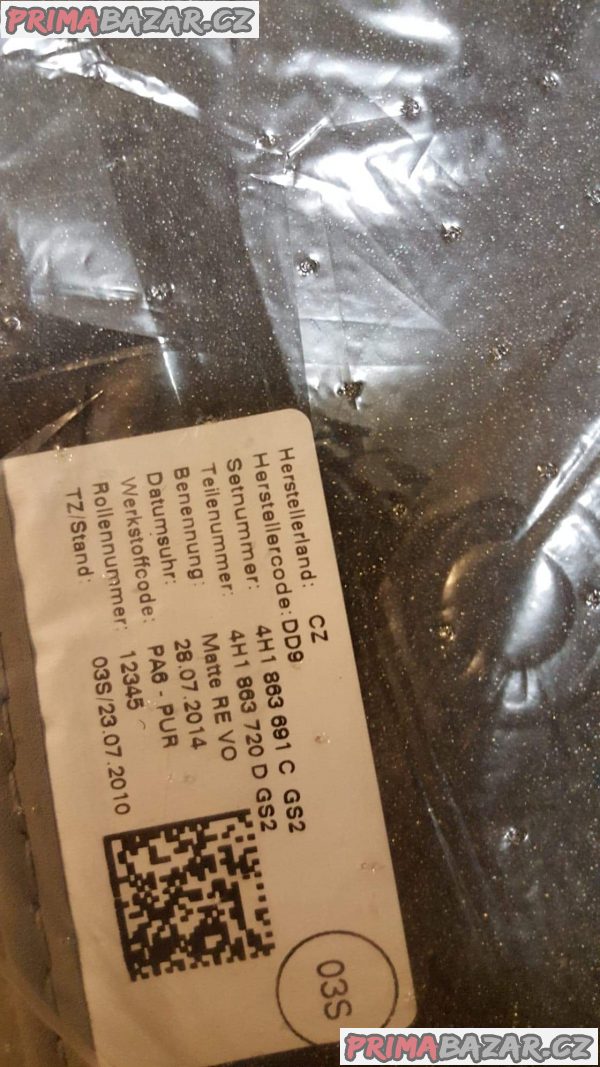 PRIMABAZAR.CZ
Herstellerland: CZ
Herstellercode: DD9
Setnummer: 4H1 863 691 C GS2
Teilenummer: 4H1 863 720 D GS2
Benennung: Matte RE VO
Datumsuhr: 28.07.2014
Werkstoffcode: PA6 - PUR
Rollennummer: 12345
TZ/Stand: 03S/23.07.2010
03S
PRIMABAZAR.CZ